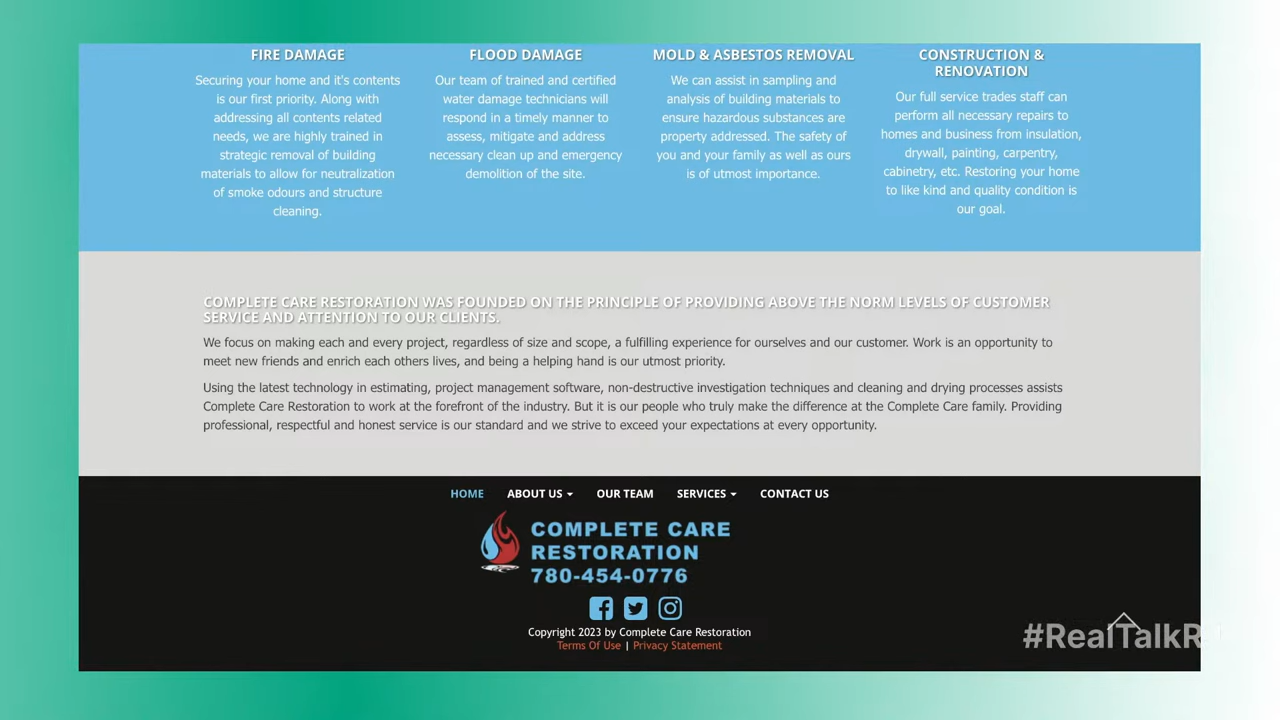 FIRE DAMAGE
Securing your home and it's contents
is our first priority. Along with
addressing all contents related
needs, we are highly trained in
strategic removal of building
materials to allow for neutralization
of smoke odours and structure
cleaning.
FLOOD DAMAGE
Our team of trained and certified
water damage technicians will
respond in a timely manner to
assess, mitigate and address
necessary clean up and emergency
demolition of the site.
MOLD & ASBESTOS REMOVAL
We can assist in sampling and
analysis of building materials to
ensure hazardous substances are
property addressed. The safety of
you and your family as well as ours
is of utmost importance.
CONSTRUCTION &
RENOVATION
Our full service trades staff can
perform all necessary repairs to
homes and business from insulation,
drywall, painting, carpentry,
cabinetry, etc. Restoring your home
to like kind and quality condition is
our goal.
COMPLETE CARE RESTORATION WAS FOUNDED ON THE PRINCIPLE OF PROVIDING ABOVE THE NORM LEVELS OF CUSTOMER
SERVICE AND ATTENTION TO OUR CLIENTS.
We focus on making each and every project, regardless of size and scope, a fulfilling experience for ourselves and our customer. Work is an opportunity to
meet new friends and enrich each others lives, and being a helping hand is our utmost priority.
Using the latest technology in estimating, project management software, non-destructive investigation techniques and cleaning and drying processes assists
Complete Care Restoration to work at the forefront of the industry. But it is our people who truly make the difference at the Complete Care family. Providing
professional, respectful and honest service is our standard and we strive to exceed your expectations at every opportunity.
HOME ABOUT US OUR TEAM SERVICES CONTACT US
COMPLETE CARE
RESTORATION
780-454-0776
Copyright 2023 by Complete Care Restoration
Terms Of Use | Privacy Statement